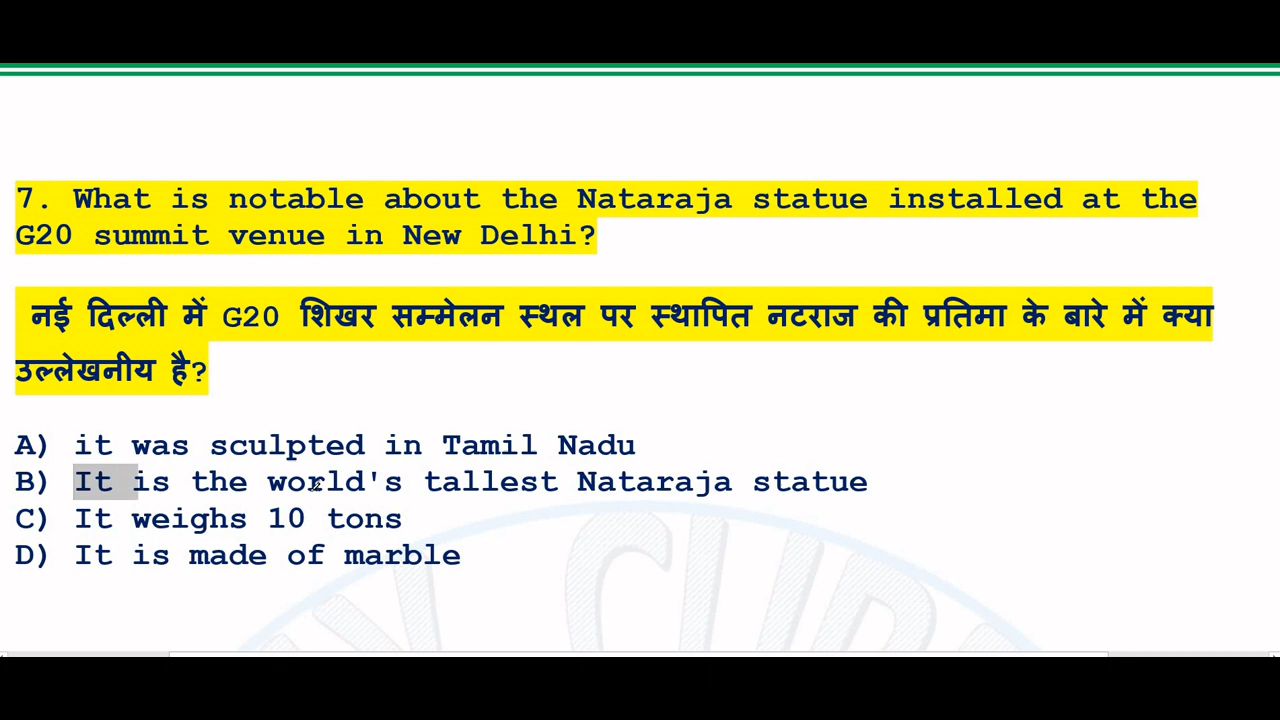 7. What is notable about the Nataraja statue installed at the
G20 summit venue in New Delhi?
नई दिल्ली में G20 शिखर सम्मेलन स्थल पर स्थापित नटराज की प्रतिमा के बारे में क्या
उल्लेखनीय है?
A) it was sculpted in Tamil Nadu
B) It is the world's tallest Nataraja statue
C) It weighs 10 tons
D) It is made of marble